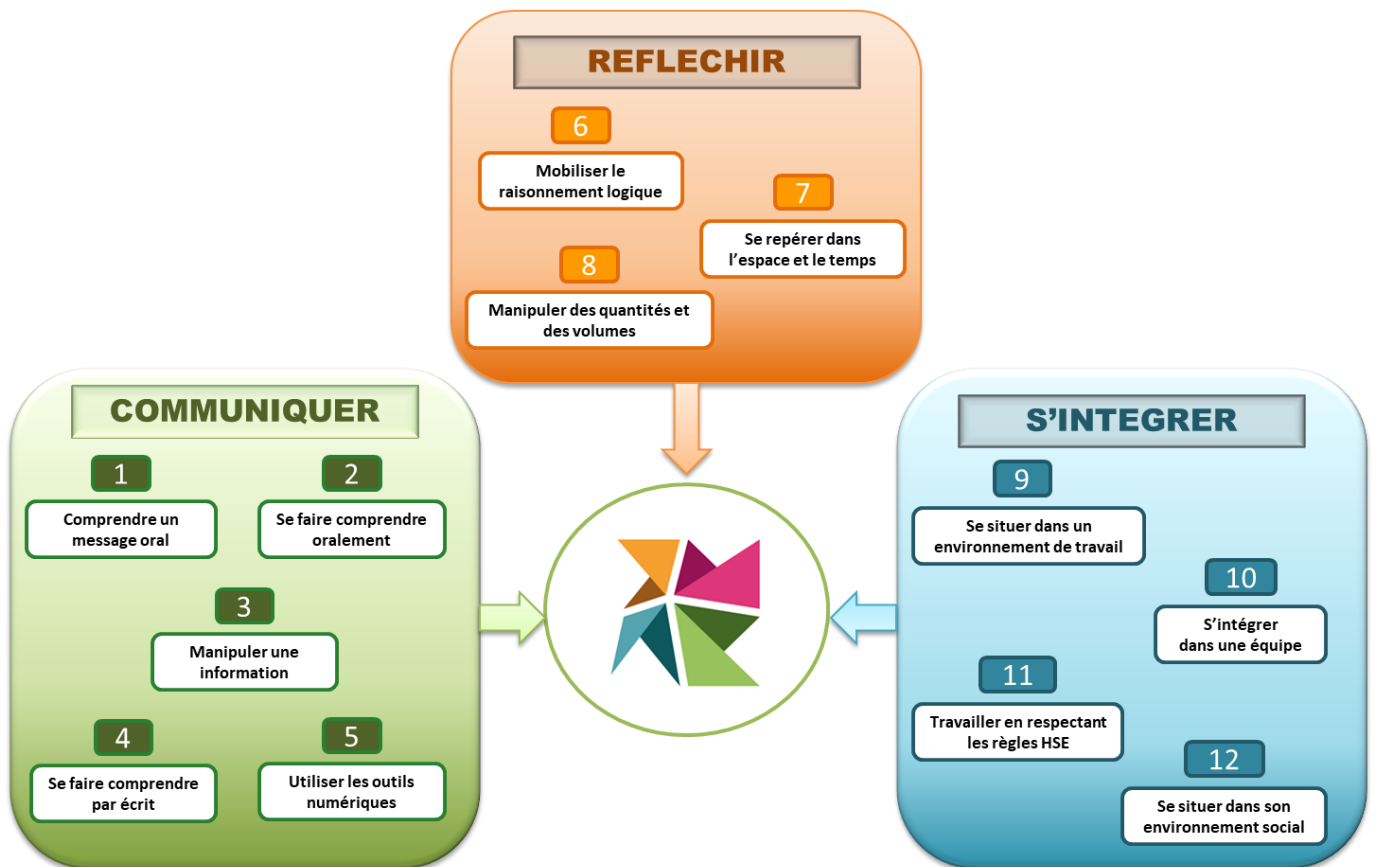 REFLECHIR
6
Mobiliser le
raisonnement logique
7
Se repérer dans
l'espace et le temps
8
Manipuler des quantités et
des volumes
COMMUNIQUER
1
Comprendre un
message oral
2
Se faire comprendre
oralement
3
Manipuler une
information
4
Se faire comprendre
par écrit
5
Utiliser les outils
numériques
S'INTEGRER
9
Se situer dans un
environnement de travail
10
S'intégrer
dans une équipe
11
Travailler en respectant
les règles HSE
12
Se situer dans son
environnement social